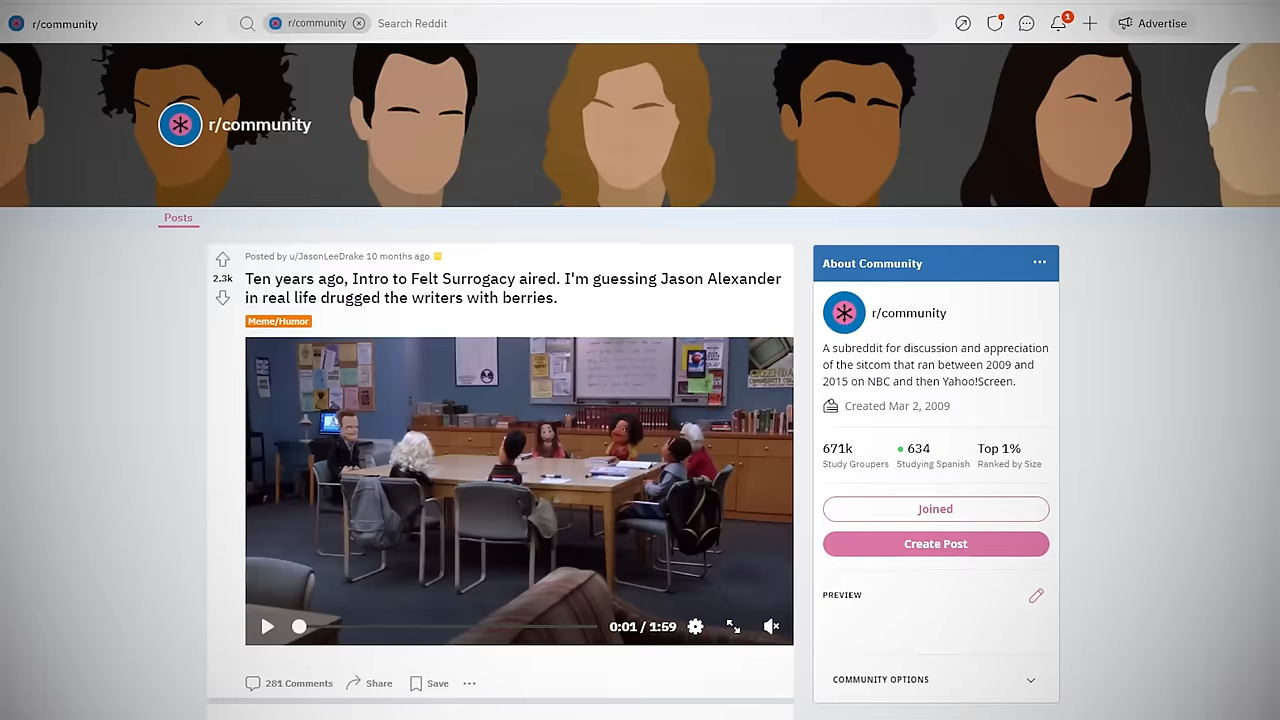 r/community
r/community
Search Reddit
1
Advertise
r/community
Posts
Posted by u/JasonLeeDrake 10 months ago
2.3k
Ten years ago, Intro to Felt Surrogacy aired. I'm guessing Jason Alexander
in real life drugged the writers with berries.
Meme/Humor
0:01 / 1:59
281 Comments
Share
Save
About Community
r/community
A subreddit for discussion and appreciation
of the sitcom that ran between 2009 and
2015 on NBC and then Yahoo!Screen.
Created Mar 2, 2009
671k
634
Top 1%
Study Groupers
Studying Spanish
Ranked by Size
Joined
Create Post
PREVIEW
COMMUNITY OPTIONS